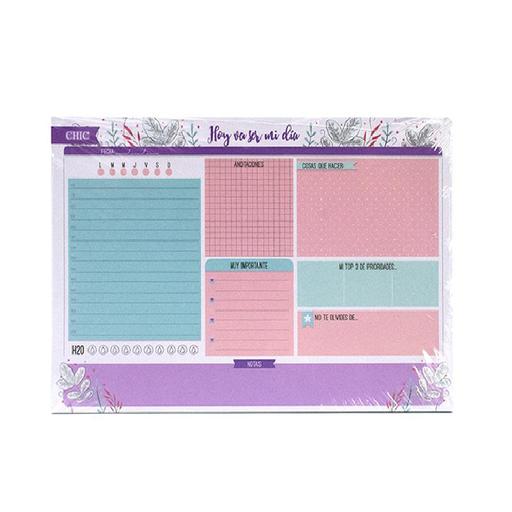 CHIC
Hoy va ser mi día
FECHA: / /
L M M J V S D
ANOTACIONES
COSAS QUE HACER:
MUY IMPORTANTE
MI TOP 3 DE PRIORIDADES...
NO TE OLVIDES DE...
H2O
NOTAS